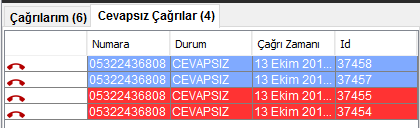 Çağrılarım (6) Cevapsız Çağrılar (4)
Numara Durum Çağrı Zamanı Id
05322436808 CEVAPSIZ 13 Ekim 201... 37458
05322436808 CEVAPSIZ 13 Ekim 201... 37457
05322436808 CEVAPSIZ 13 Ekim 201... 37455
05322436808 CEVAPSIZ 13 Ekim 201... 37454